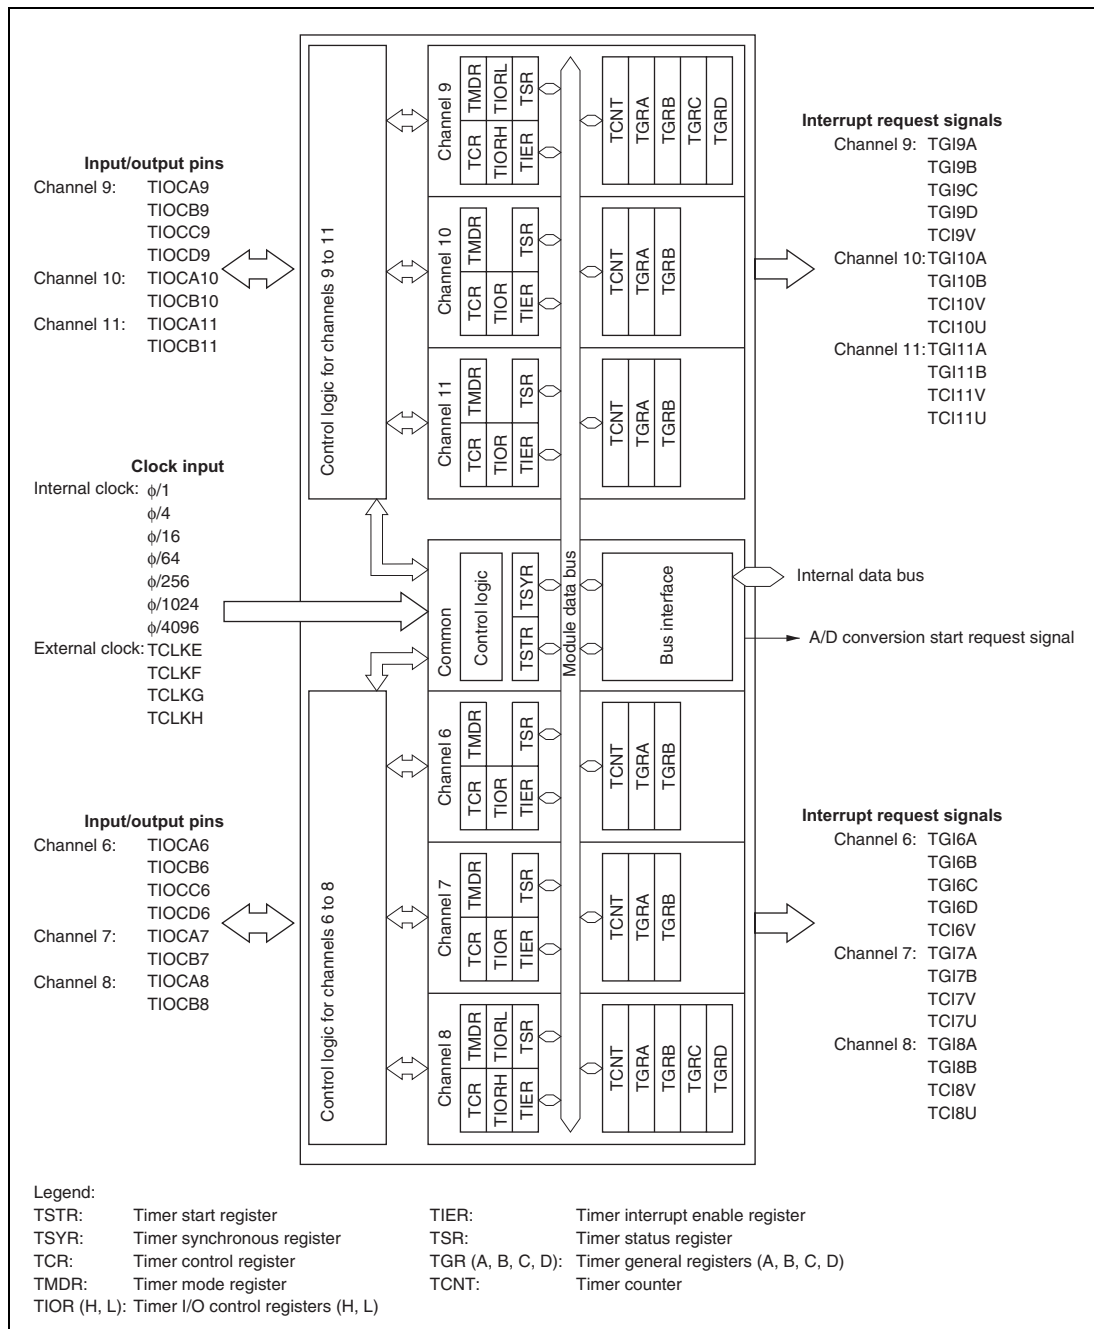 Input/output pins
Channel 9: TIOCA9
TIOCB9
TIOCC9
TIOCD9
Channel 10: TIOCA10
TIOCB10
Channel 11: TIOCA11
TIOCB11
Clock input
Internal clock: ϕ/1
ϕ/4
ϕ/16
ϕ/64
ϕ/256
ϕ/1024
ϕ/4096
External clock: TCLKE
TCLKF
TCLKG
TCLKH
Input/output pins
Channel 6: TIOCA6
TIOCB6
TIOCC6
TIOCD6
Channel 7: TIOCA7
TIOCB7
Channel 8: TIOCA8
TIOCB8
Control logic for channels 9 to 11
Control logic for channels 6 to 8
Channel 9
TCR TMDR
TIORH TIORL
TIER TSR
TCNT
TGRA
TGRB
TGRC
TGRD
Channel 10
TCR TMDR
TIOR
TIER TSR
TCNT
TGRA
TGRB
Channel 11
TCR TMDR
TIOR
TIER TSR
TCNT
TGRA
TGRB
Common
Control logic
TSTR TSYR
Module data bus
Bus interface
Channel 6
TCR TMDR
TIOR
TIER TSR
TCNT
TGRA
TGRB
Channel 7
TCR TMDR
TIOR
TIER TSR
TCNT
TGRA
TGRB
Channel 8
TCR TMDR
TIORH TIORL
TIER TSR
TCNT
TGRA
TGRB
TGRC
TGRD
Interrupt request signals
Channel 9: TGI9A
TGI9B
TGI9C
TGI9D
TCI9V
Channel 10: TGI10A
TGI10B
TCI10V
TCI10U
Channel 11: TGI11A
TGI11B
TCI11V
TCI11U
Internal data bus
A/D conversion start request signal
Interrupt request signals
Channel 6: TGI6A
TGI6B
TGI6C
TGI6D
TCI6V
Channel 7: TGI7A
TGI7B
TCI7V
TCI7U
Channel 8: TGI8A
TGI8B
TCI8V
TCI8U
Legend:
TSTR: Timer start register
TSYR: Timer synchronous register
TCR: Timer control register
TMDR: Timer mode register
TIOR (H, L): Timer I/O control registers (H, L)
TIER: Timer interrupt enable register
TSR: Timer status register
TGR (A, B, C, D): Timer general registers (A, B, C, D)
TCNT: Timer counter